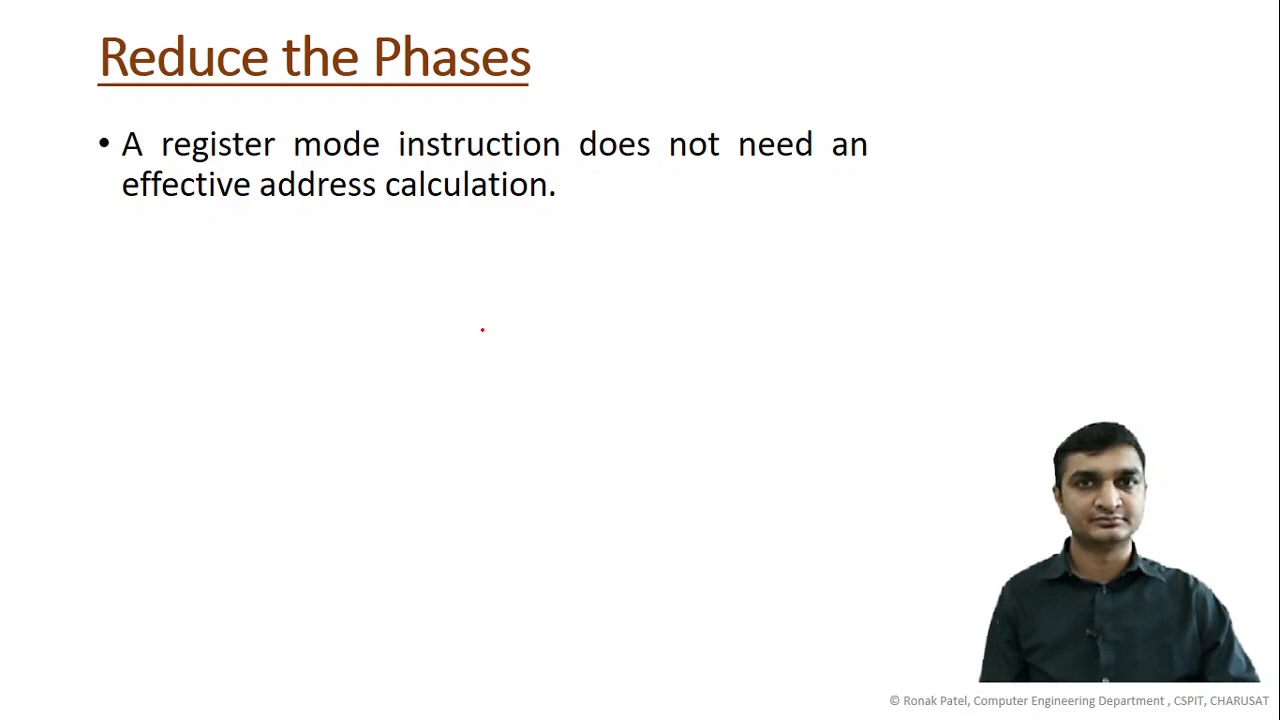 Reduce the Phases
• A register mode instruction does not need an
effective address calculation.
© Ronak Patel, Computer Engineering Department , CSPIT, CHARUSAT